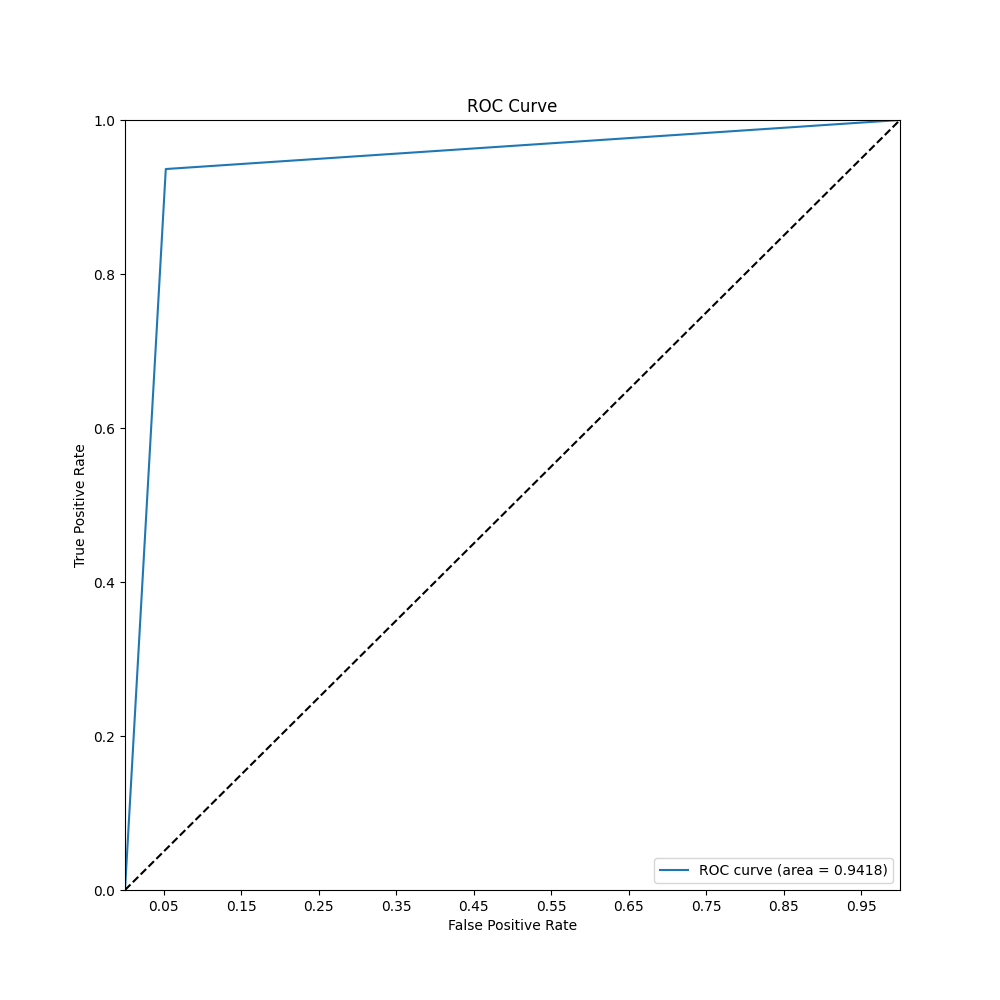 ROC Curve
1.0
0.8
0.6
0.4
0.2
0.0
True Positive Rate
ROC curve (area = 0.9418)
0.05 0.15 0.25 0.35 0.45 0.55 0.65 0.75 0.85 0.95
False Positive Rate